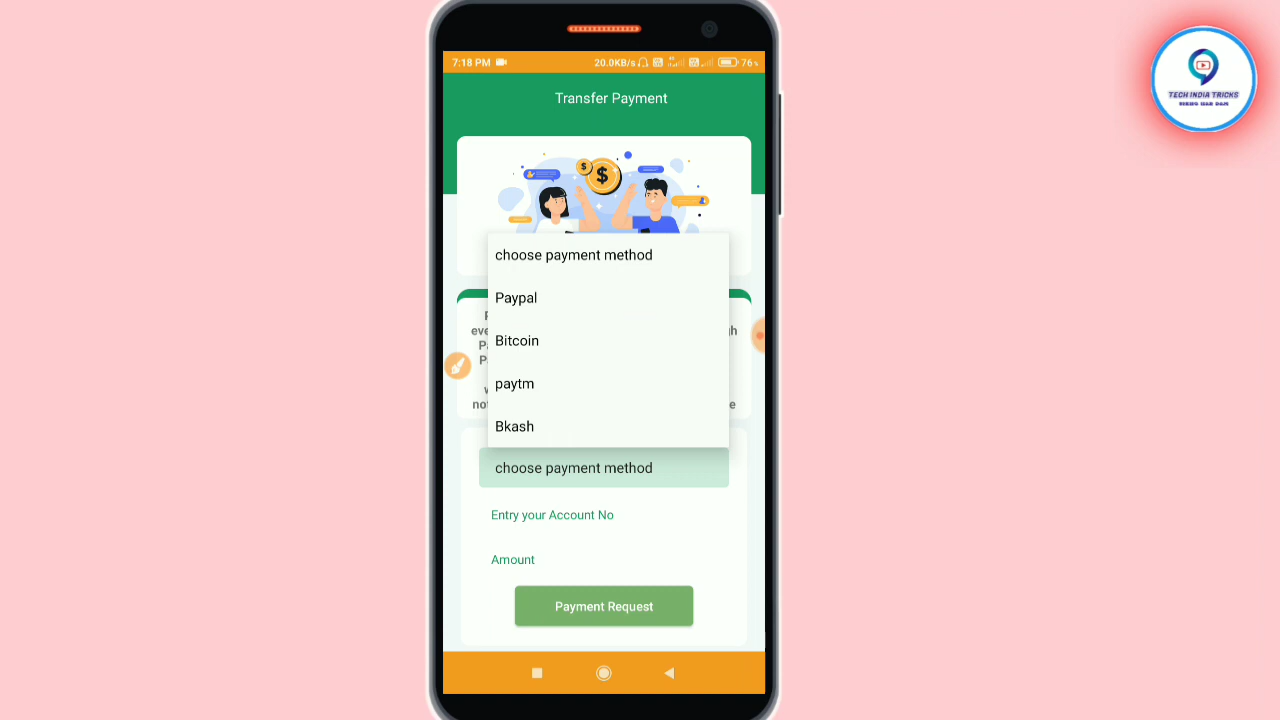 7:18 PM
20.0KB/s
76
Transfer Payment
TECH INDIA TRICKS
choose payment method
Paypal
Bitcoin
paytm
Bkash
choose payment method
Entry your Account No
Amount
Payment Request